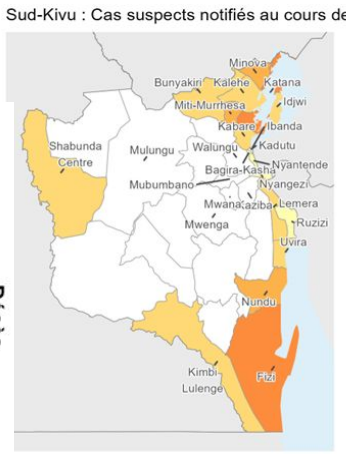 Sud-Kivu : Cas suspects notifiés au cours de
Minova
Bunyakiri Kalehe Katana
Miti-Murrhesa Idjwi
Kabare Ibanda
Shabunda Centre
Mulungu Walungu Kadutu
Bagira-Kasha Nyantende
Mubumbano Nyangezi
Mwana Kaziba Lemera
Mwenga Ruzizi
Uvira
Nundu
Kimbi Lulenge
Fizi